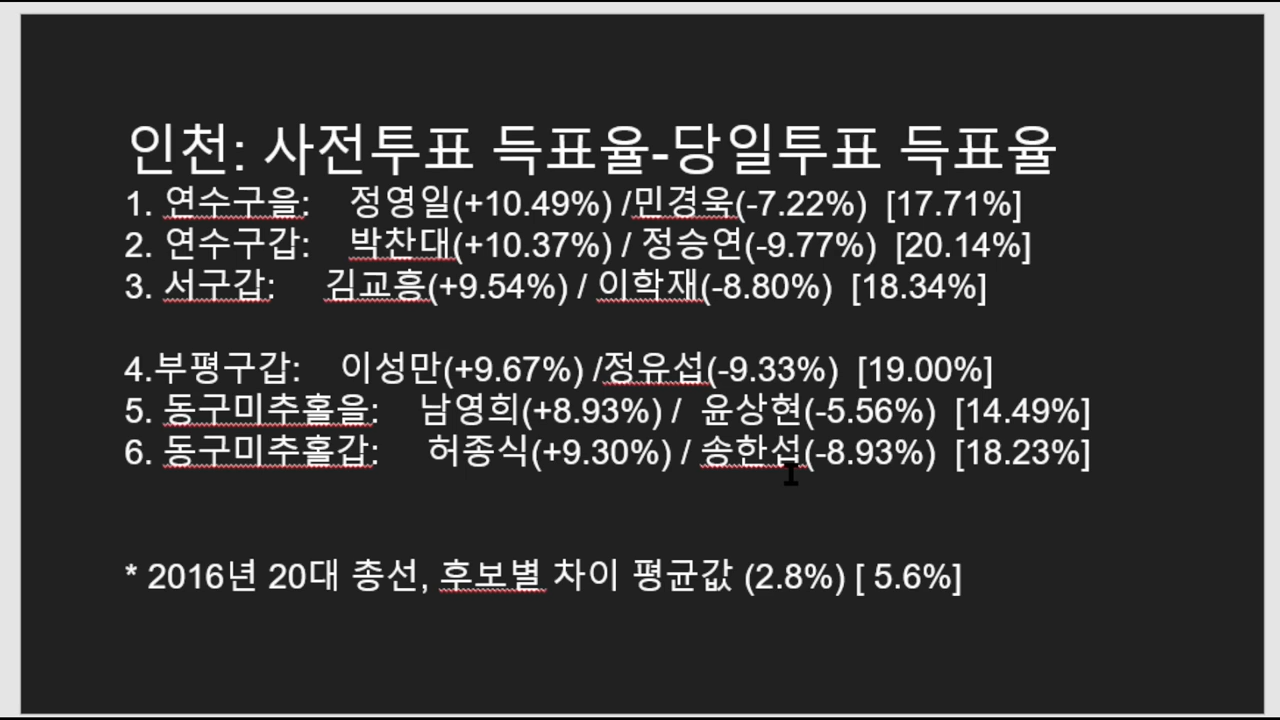 인천: 사전투표 득표율-당일투표 득표율
1. 연수구을: 정영일(+10.49%) /민경욱(-7.22%) [17.71%]
2. 연수구갑: 박찬대(+10.37%) / 정승연(-9.77%) [20.14%]
3. 서구갑: 김교흥(+9.54%) / 이학재(-8.80%) [18.34%]
4.부평구갑: 이성만(+9.67%) /정유섭(-9.33%) [19.00%]
5. 동구미추홀을: 남영희(+8.93%) / 윤상현(-5.56%) [14.49%]
6. 동구미추홀갑: 허종식(+9.30%) / 송한섭(-8.93%) [18.23%]
* 2016년 20대 총선, 후보별 차이 평균값 (2.8%) [ 5.6%]